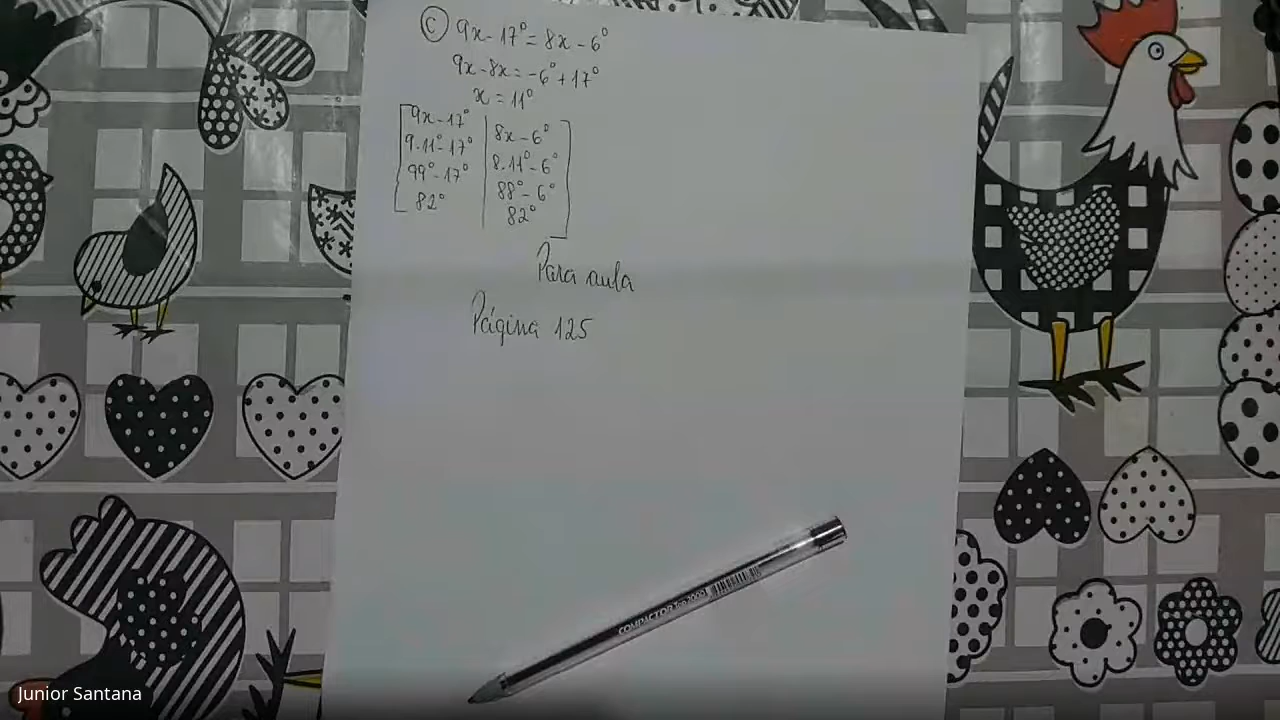 © 9x-17°=8x-6°
9x-8x=-6°+17°
x=11°
9x-17°
9.11°-17°
99°-17°
82°
8x-6°
8.11°-6°
88°-6°
82°
Para aula
Página 125
COMPACTOR
Junior Santana